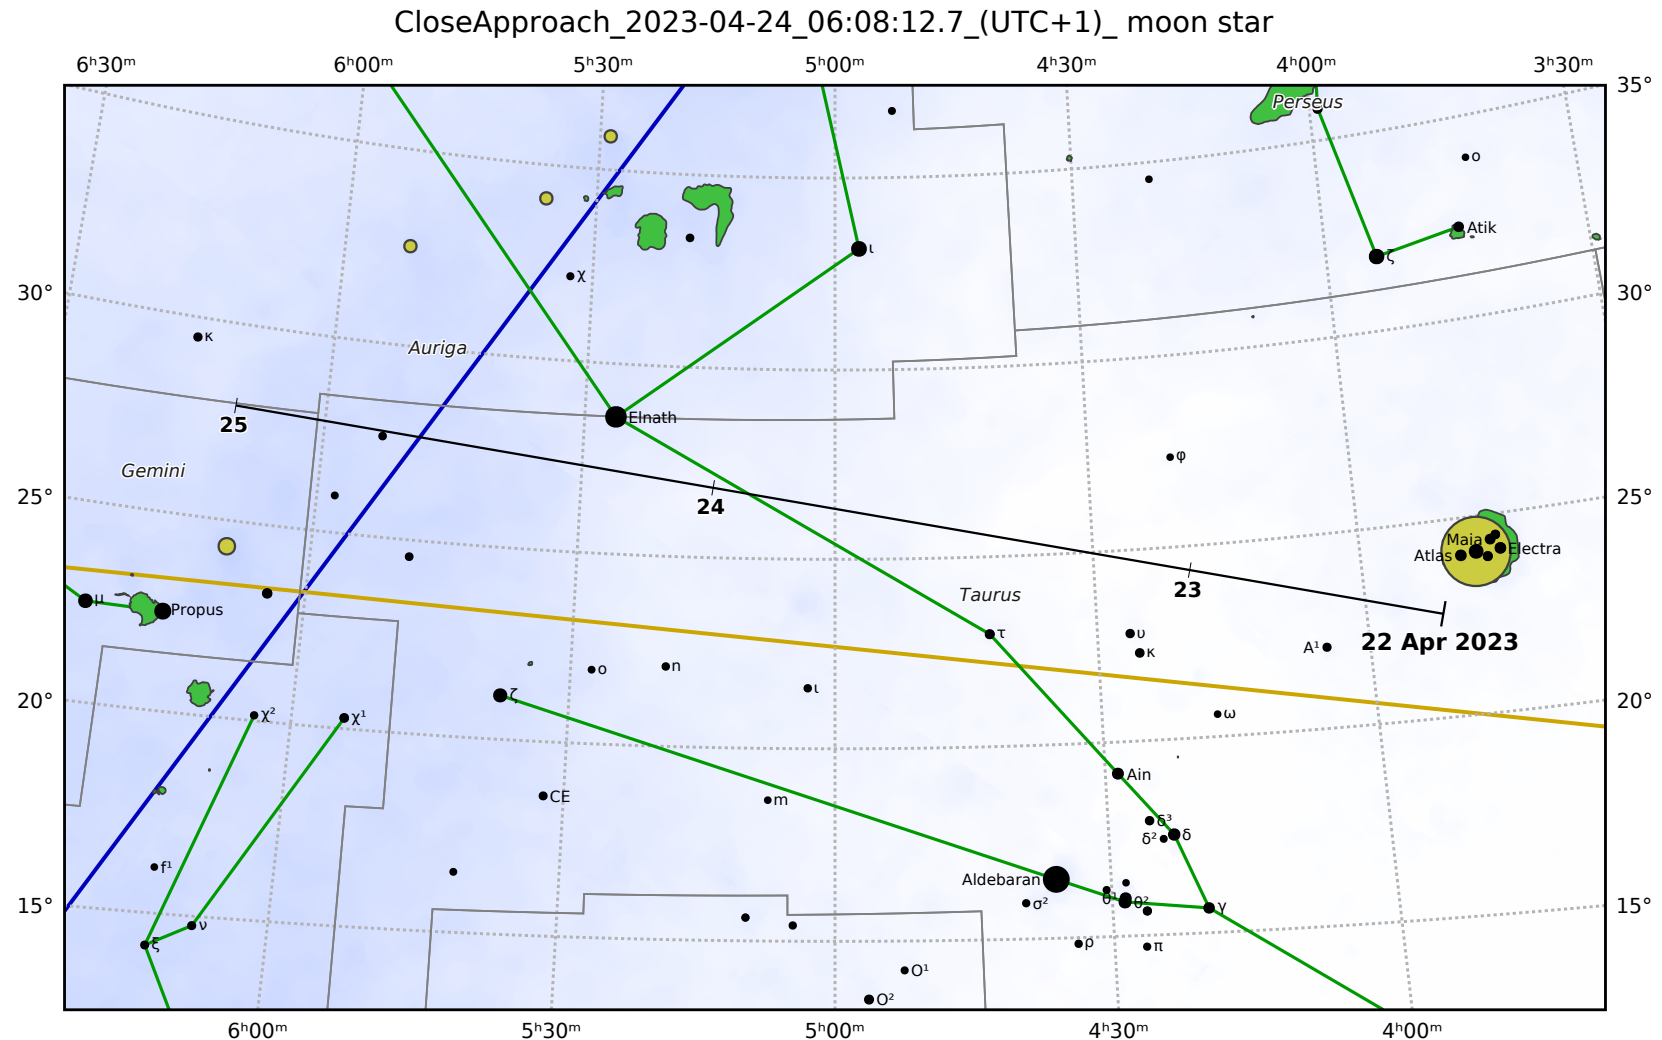 CloseApproach_2023-04-24_06:08:12.7_(UTC+1)_ moon star
6ʰ30ᵐ 6ʰ00ᵐ 5ʰ30ᵐ 5ʰ00ᵐ 4ʰ30ᵐ 4ʰ00ᵐ 3ʰ30ᵐ
35°
Perseus
ο
Atik
ι
ζ
χ
30° 30°
κ
Auriga
Elnath
25
φ
Gemini
25° 25°
24
Maia
Atlas Electra
23
Taurus
μ Propus
τ υ
22 Apr 2023
κ A¹
ο n
ι
ζ
20° 20°
χ² χ¹ ω
Ain
CE m
δ³
δ² δ
f¹
Aldebaran
θ¹ θ²
σ² γ
15° 15°
ν
ξ ρ π
O¹
O²
6ʰ00ᵐ 5ʰ30ᵐ 5ʰ00ᵐ 4ʰ30ᵐ 4ʰ00ᵐ